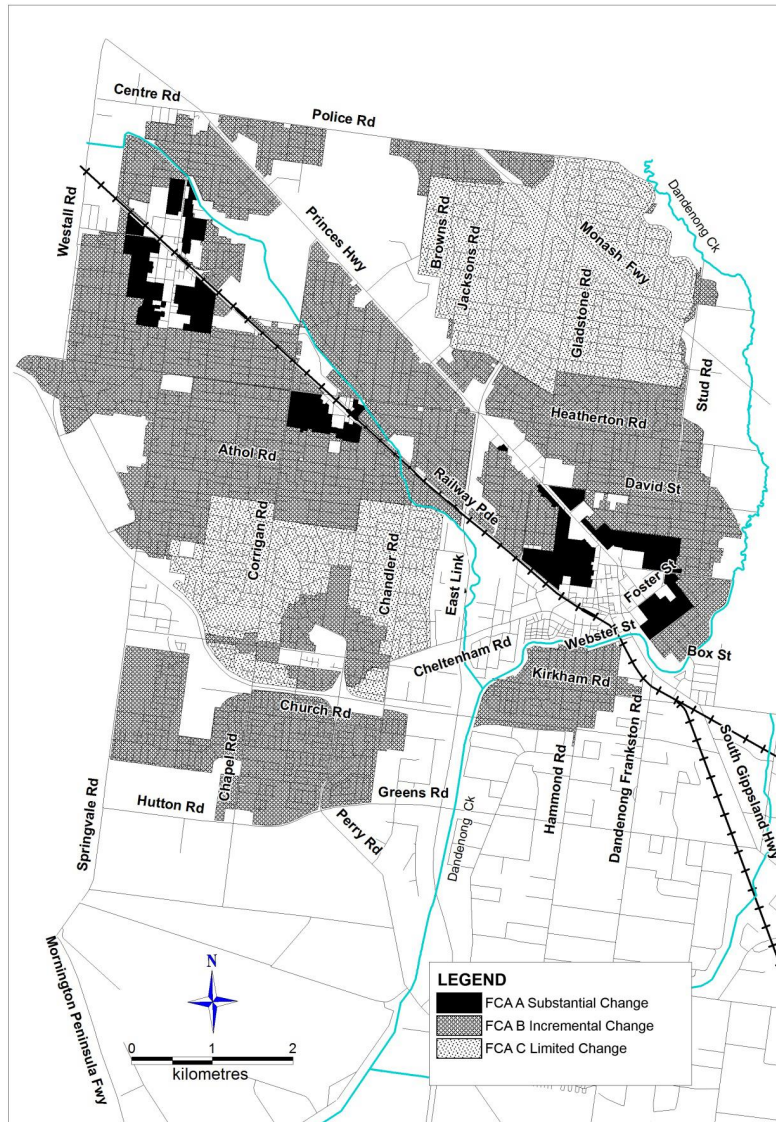 Centre Rd
Police Rd
Dandenong Ck
Westall Rd
Princes Hwy
Browns Rd
Jacksons Rd
Monash Fwy
Gladstone Rd
Stud Rd
Heatherton Rd
Athol Rd
David St
Railway Pde
Corrigan Rd
Chandler Rd
East Link
Foster St
Webster St
Cheltenham Rd
Box St
Kirkham Rd
Church Rd
Chapel Rd
Hammond Rd
Dandenong Frankston Rd
South Gippsland Hwy
Greens Rd
Hutton Rd
Perry Rd
Springvale Rd
Dandenong Ck
Mornington Peninsula Fwy
N
0 1 2
kilometres
LEGEND
FCA A Substantial Change
FCA B Incremental Change
FCA C Limited Change